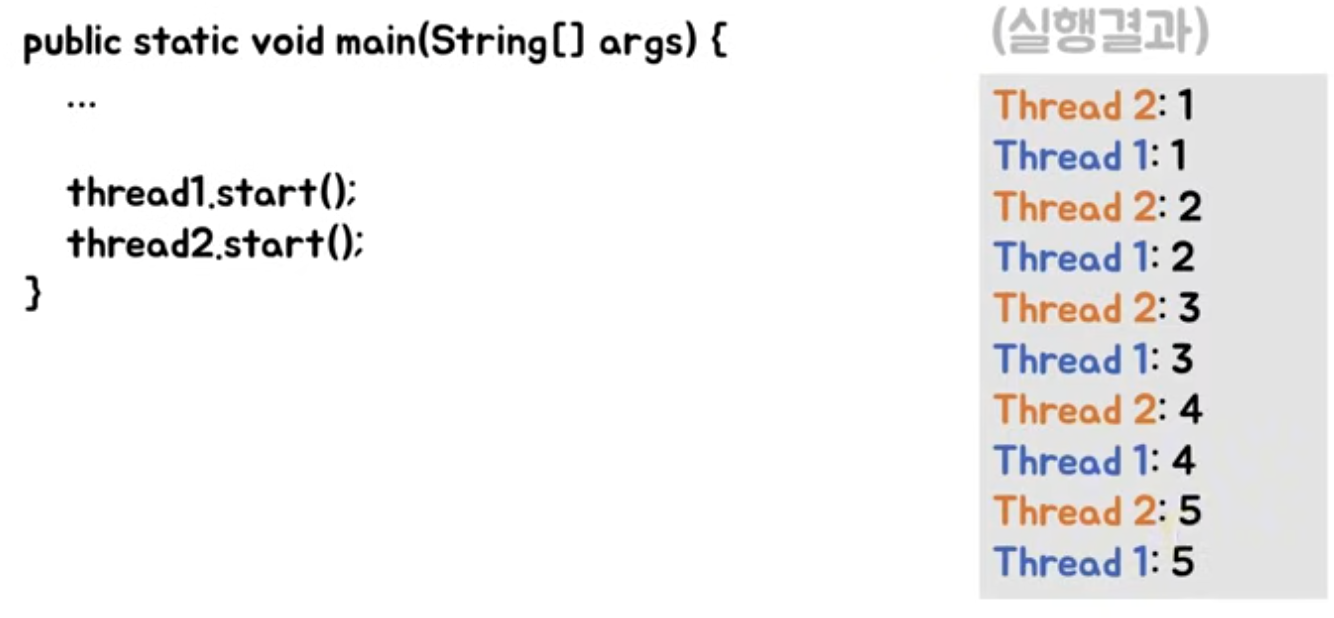 public static void main(String[] args) {
...
thread1.start();
thread2.start();
}
(실행결과)
Thread 2: 1
Thread 1: 1
Thread 2: 2
Thread 1: 2
Thread 2: 3
Thread 1: 3
Thread 2: 4
Thread 1: 4
Thread 2: 5
Thread 1: 5